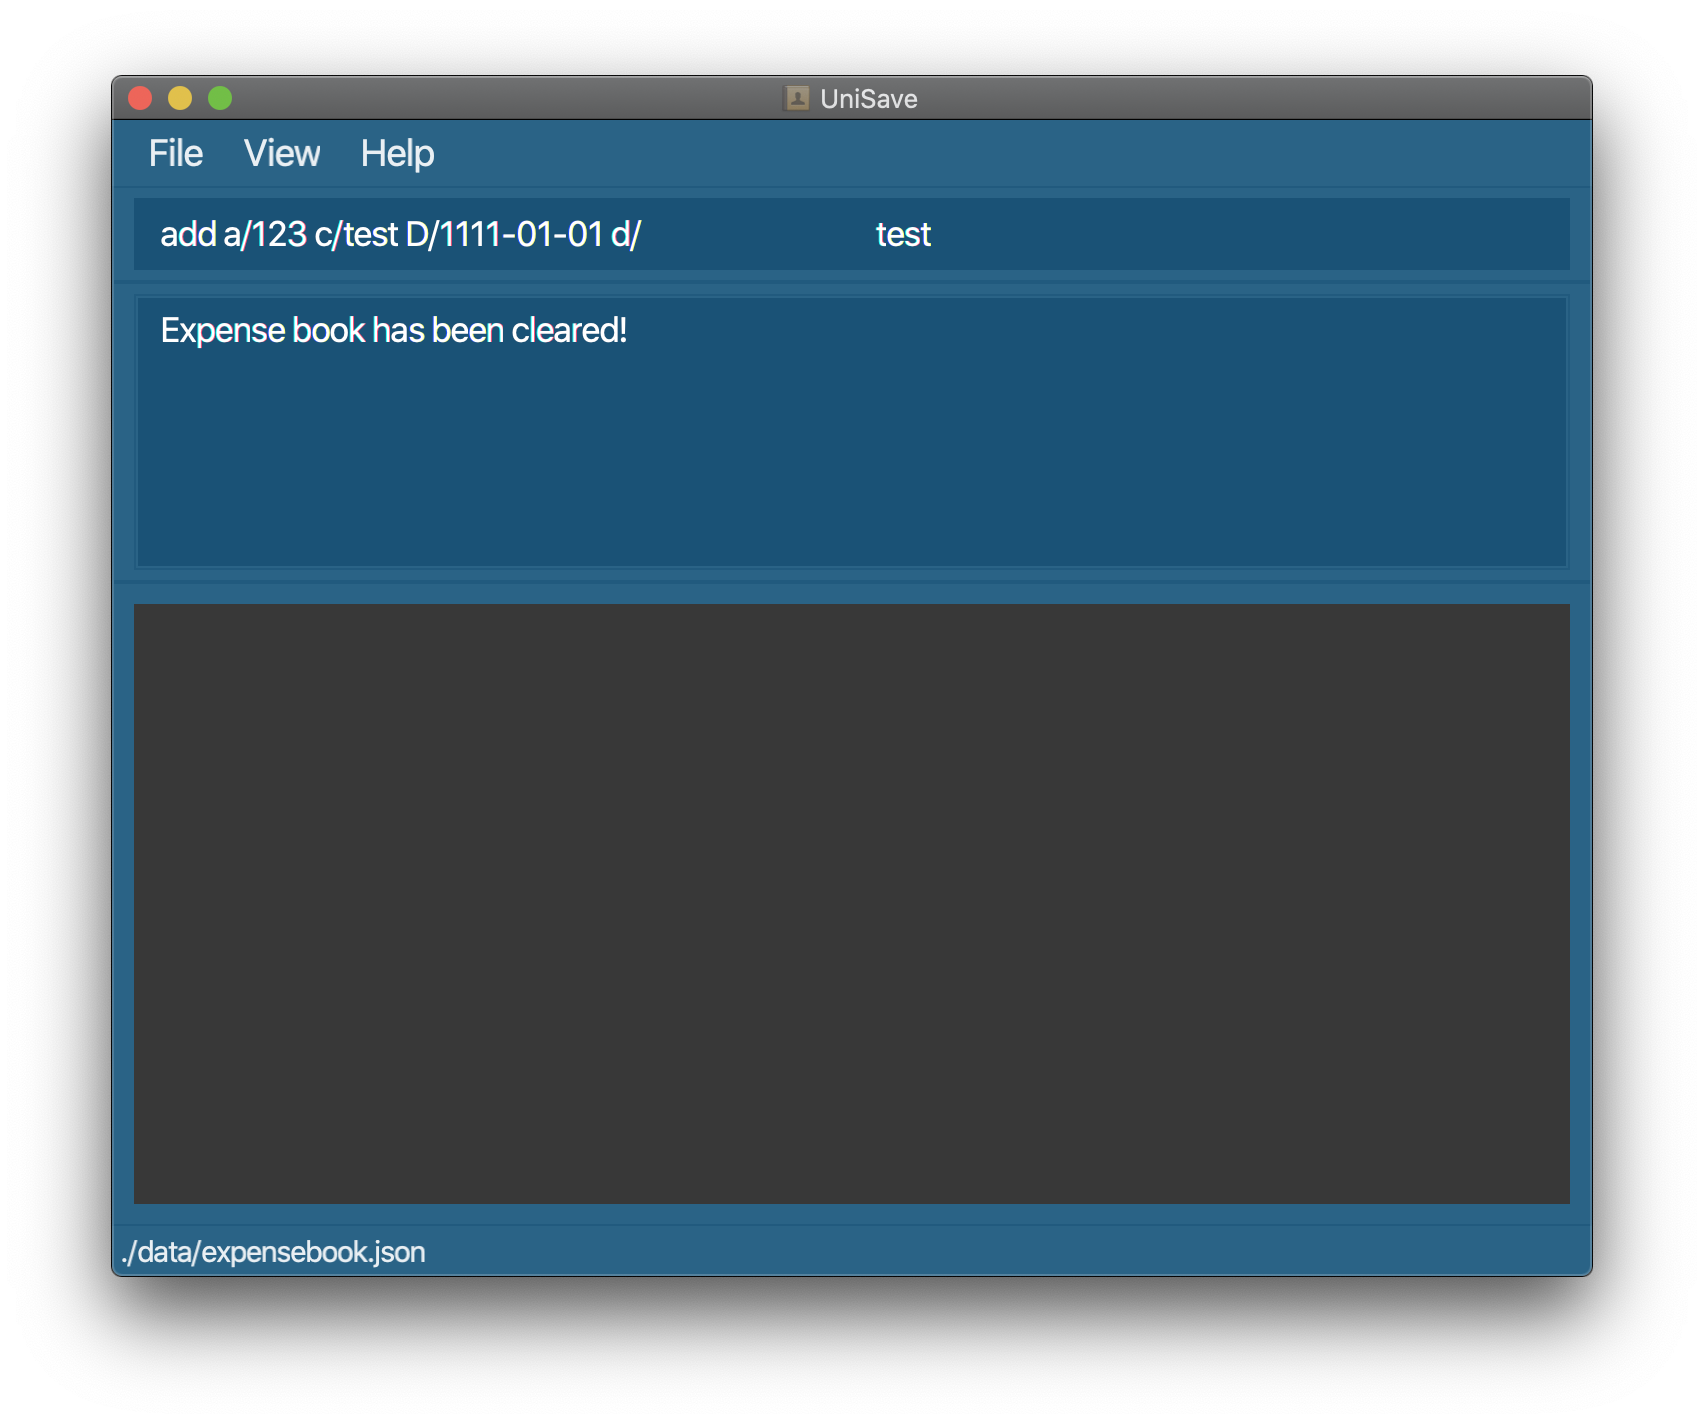 UniSave
File View Help
add a/123 c/test D/1111-01-01 d/ test
Expense book has been cleared!
./data/expensebook.json